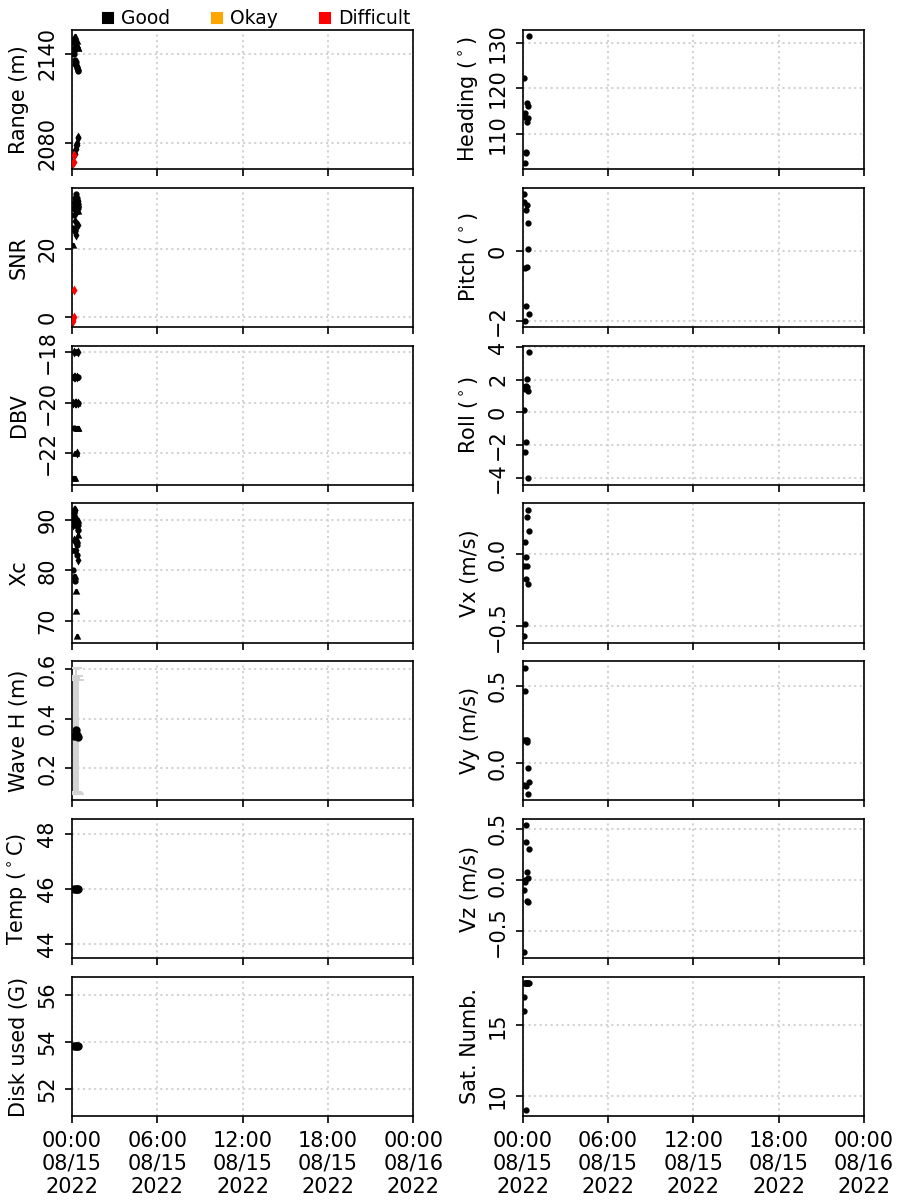 Good Okay Difficult
Range (m)
2140
2080
Heading (°)
130
120
110
SNR
20
0
Pitch (°)
0
−2
DBV
−18
−20
−22
Roll (°)
4
2
0
−2
−4
Xc
90
80
70
Vx (m/s)
0.0
−0.5
Wave H (m)
0.6
0.4
0.2
Vy (m/s)
0.5
0.0
Temp (°C)
48
46
44
Vz (m/s)
0.5
0.0
−0.5
Disk used (G)
56
54
52
Sat. Numb.
15
10
00:00 06:00 12:00 18:00 00:00
08/15 08/15 08/15 08/15 08/16
2022 2022 2022 2022 2022
00:00 06:00 12:00 18:00 00:00
08/15 08/15 08/15 08/15 08/16
2022 2022 2022 2022 2022